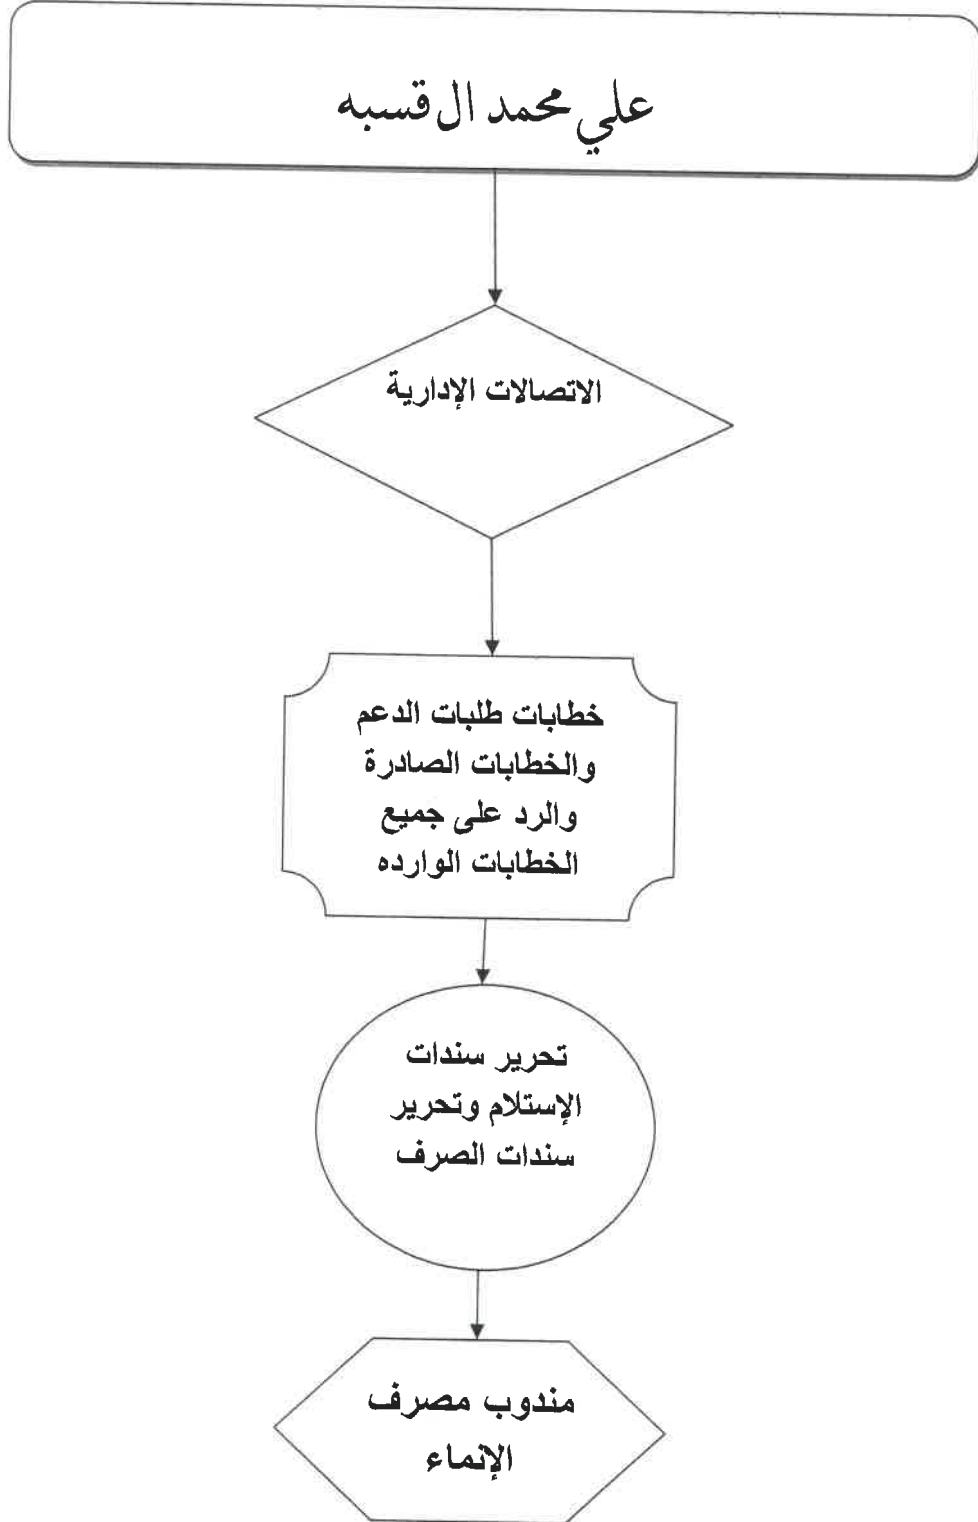 علي محمد ال قسبه
الاتصالات الإدارية
خطابات طلبات الدعم
والخطابات الصادرة
والرد على جميع
الخطابات الوارده
تحرير سندات
الإستلام وتحرير
سندات الصرف
مندوب مصرف
الإنماء